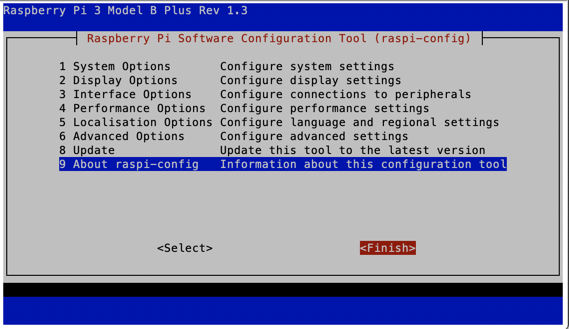 Raspberry Pi 3 Model B Plus Rev 1.3
Raspberry Pi Software Configuration Tool (raspi-config)
1 System Options Configure system settings
2 Display Options Configure display settings
3 Interface Options Configure connections to peripherals
4 Performance Options Configure performance settings
5 Localisation Options Configure language and regional settings
6 Advanced Options Configure advanced settings
8 Update Update this tool to the latest version
9 About raspi-config Information about this configuration tool
<Select> <Finish>